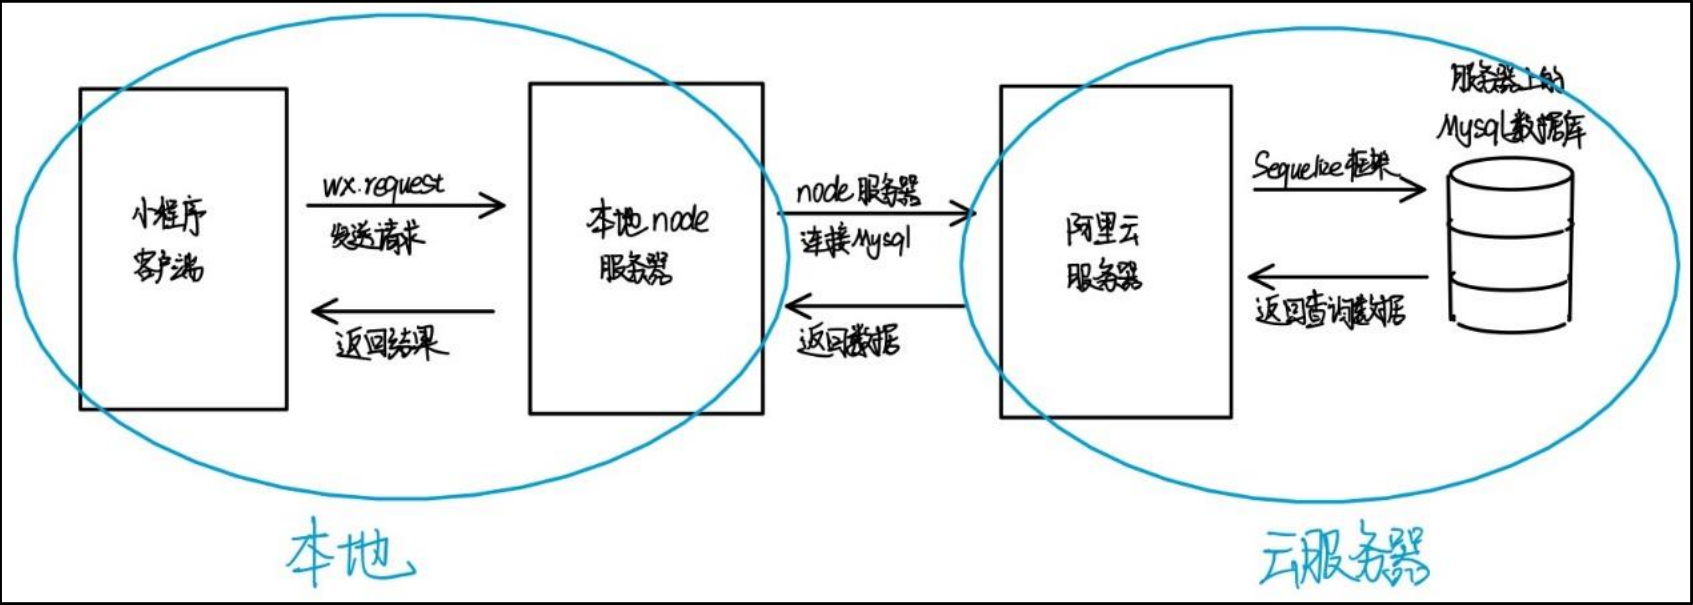 小程序
客户端
wx.request
发送请求
返回结果
本地node
服务器
node服务器
连接Mysql
返回数据
阿里云
服务器
Sequelize框架
返回查询数据
服务器上的
Mysql数据库
本地
云服务器